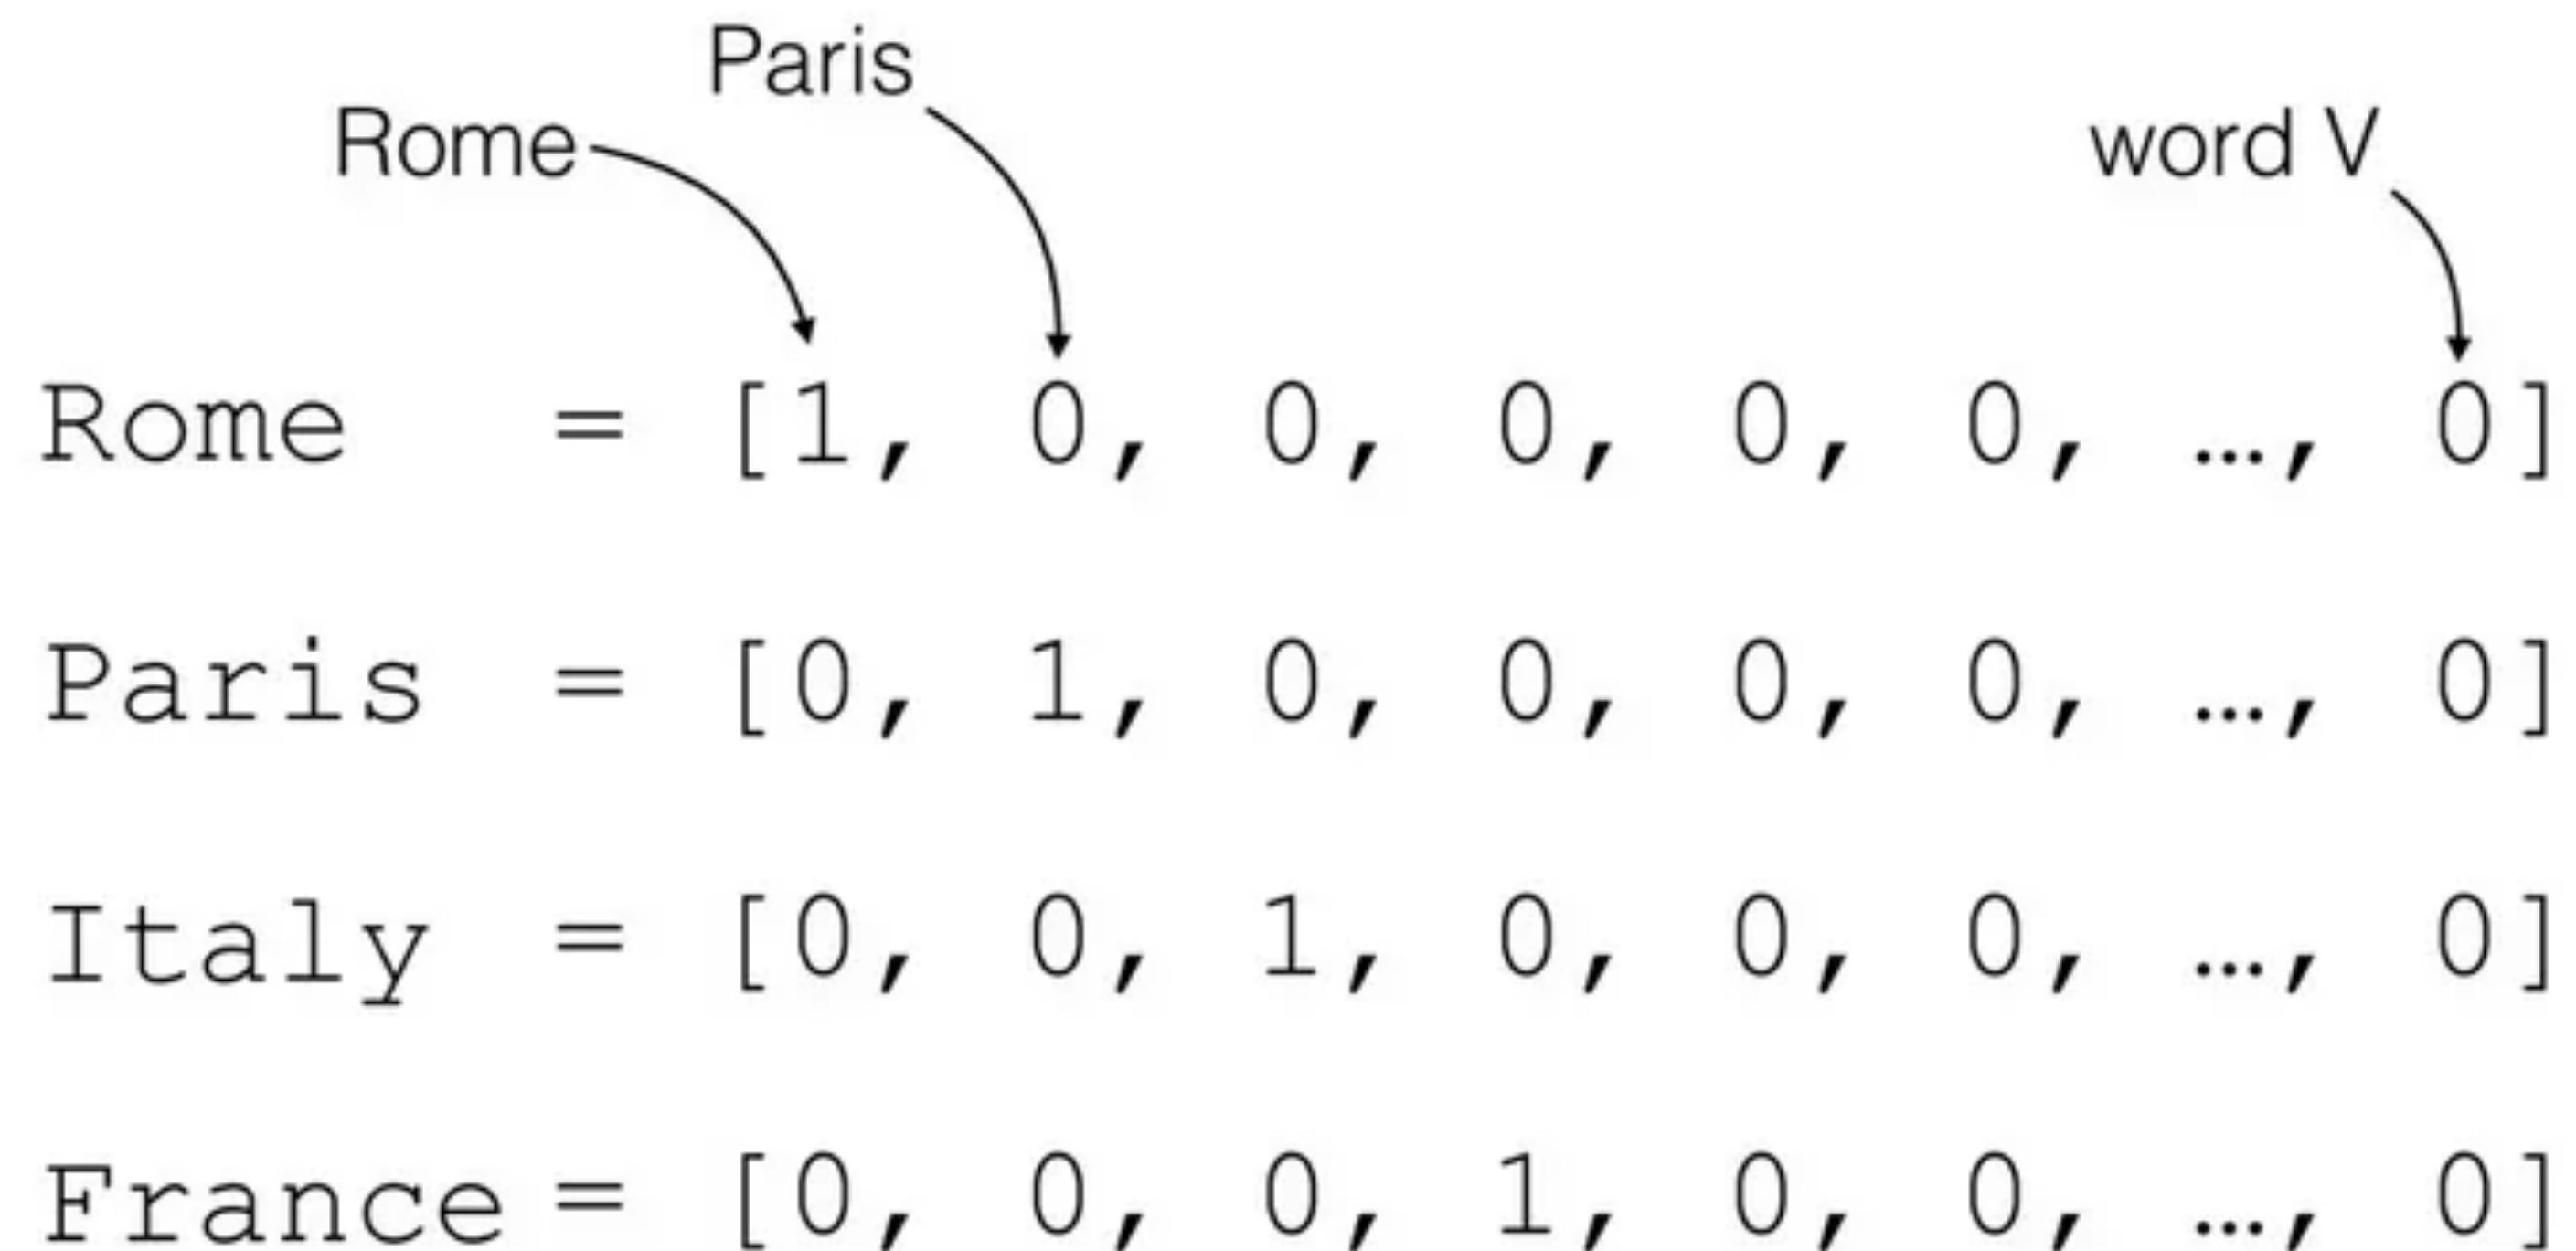 Paris
Rome
word V
Rome = [1, 0, 0, 0, 0, 0, …, 0]
Paris = [0, 1, 0, 0, 0, 0, …, 0]
Italy = [0, 0, 1, 0, 0, 0, …, 0]
France = [0, 0, 0, 1, 0, 0, …, 0]